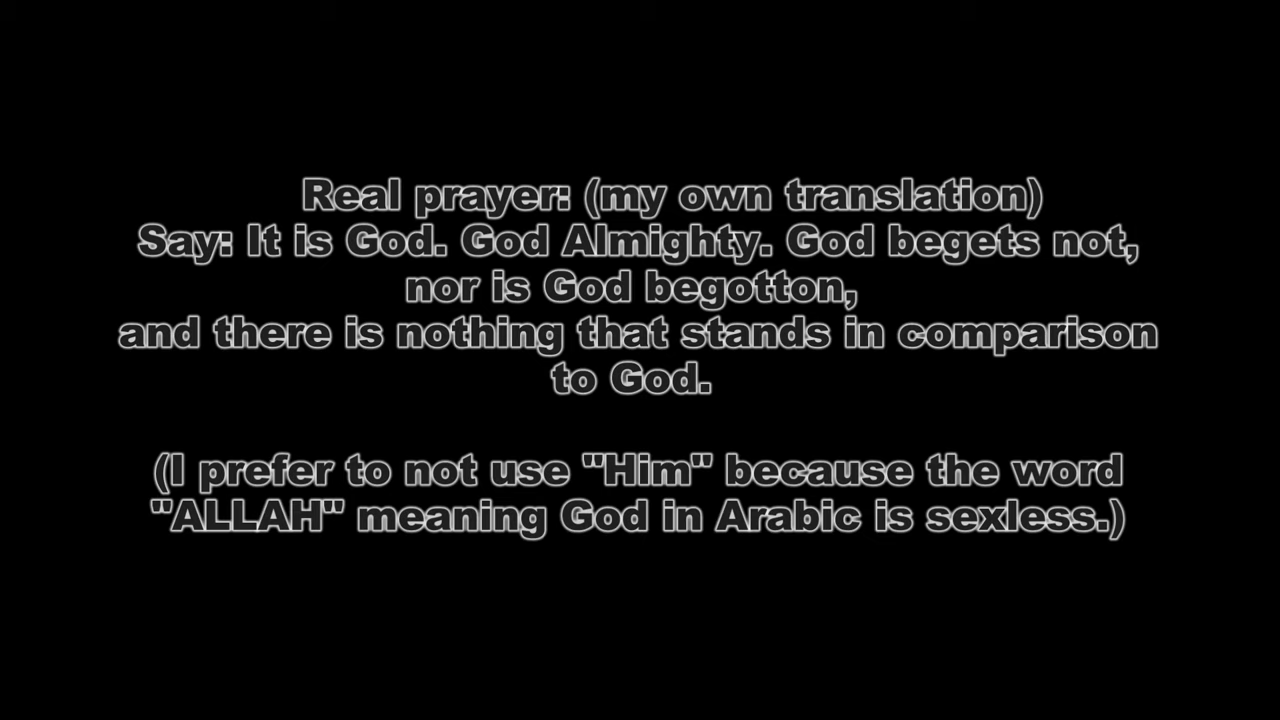 Real prayer: (my own translation)
Say: It is God. God Almighty. God begets not,
nor is God begotton,
and there is nothing that stands in comparison
to God.
(I prefer to not use "Him" because the word
"ALLAH" meaning God in Arabic is sexless.)